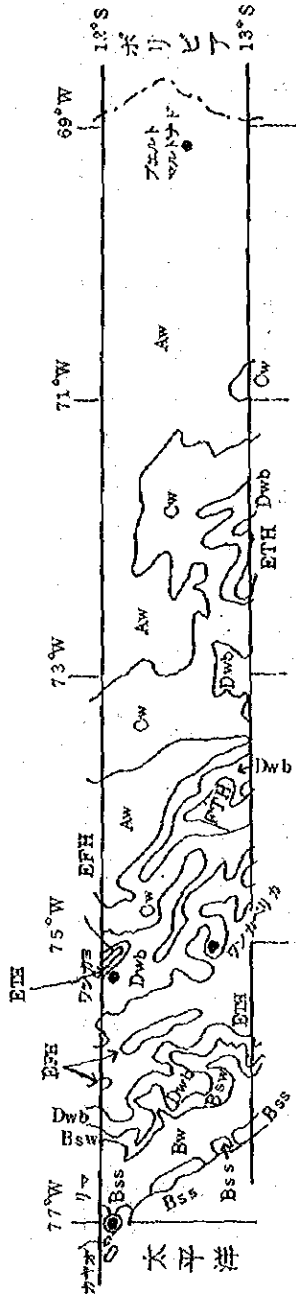 ETH
77°W
75°W
73°W
71°W
69°W
カヤオ
リマ
Bsw
Dwb
EFH
EFH
12°S
Bss
ワンカヨ
Aw
Cw
Aw
Cw
Aw
プエルト
マルドナド
ボリビア
太平洋
Bss
Bw
Dwb
Bsw
Dwb
Cw
ワンカベリカ
ETH
Dwb
Dwb
Cw
Bss
ETH
Dwb
ETH
13°S